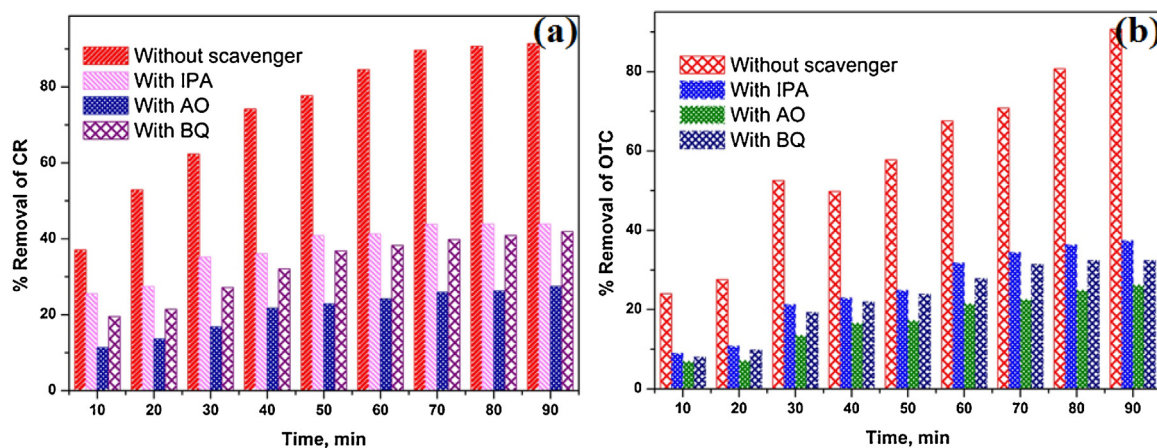 (a)
Without scavenger
With IPA
With AO
With BQ
% Removal of CR
80
60
40
20
0
10 20 30 40 50 60 70 80 90
Time, min
(b)
Without scavenger
With IPA
With AO
With BQ
% Removal of OTC
80
60
40
20
0
10 20 30 40 50 60 70 80 90
Time, min